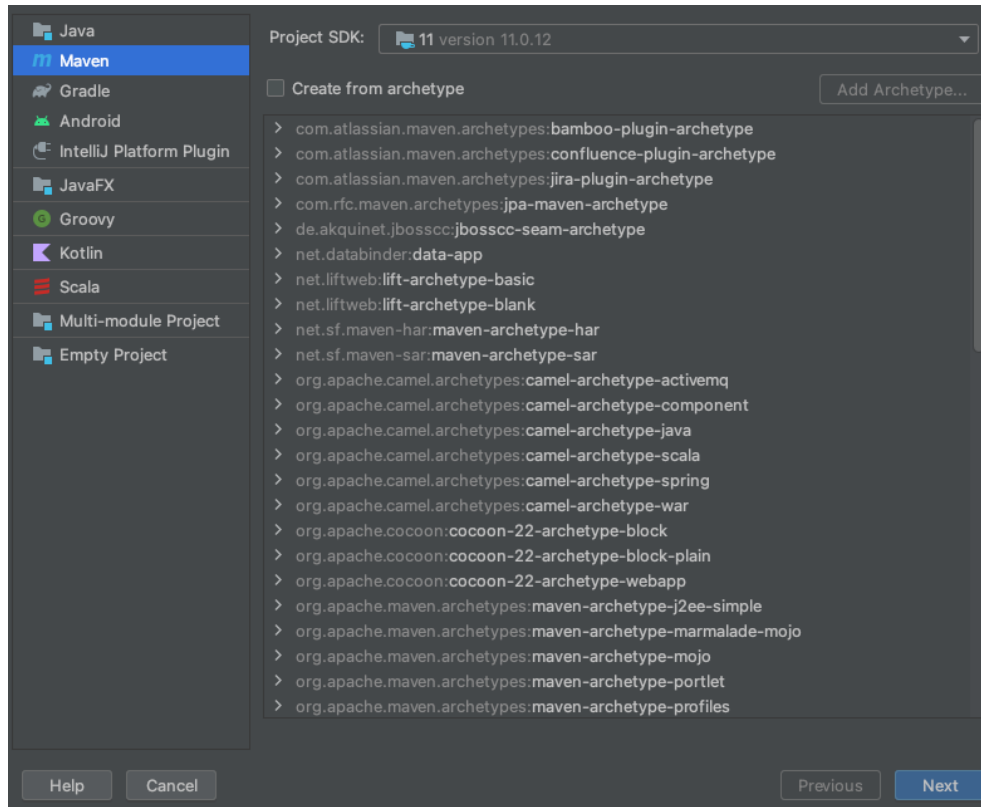 Java
Maven
Gradle
Android
IntelliJ Platform Plugin
JavaFX
Groovy
Kotlin
Scala
Multi-module Project
Empty Project
Project SDK: 11 version 11.0.12
Create from archetype Add Archetype...
com.atlassian.maven.archetypes:bamboo-plugin-archetype
com.atlassian.maven.archetypes:confluence-plugin-archetype
com.atlassian.maven.archetypes:jira-plugin-archetype
com.rfc.maven.archetypes:jpa-maven-archetype
de.akquinet.jbosscc:jbosscc-seam-archetype
net.databinder:data-app
net.liftweb:lift-archetype-basic
net.liftweb:lift-archetype-blank
net.sf.maven-har:maven-archetype-har
net.sf.maven-sar:maven-archetype-sar
org.apache.camel.archetypes:camel-archetype-activemq
org.apache.camel.archetypes:camel-archetype-component
org.apache.camel.archetypes:camel-archetype-java
org.apache.camel.archetypes:camel-archetype-scala
org.apache.camel.archetypes:camel-archetype-spring
org.apache.camel.archetypes:camel-archetype-war
org.apache.cocoon:cocoon-22-archetype-block
org.apache.cocoon:cocoon-22-archetype-block-plain
org.apache.cocoon:cocoon-22-archetype-webapp
org.apache.maven.archetypes:maven-archetype-j2ee-simple
org.apache.maven.archetypes:maven-archetype-marmalade-mojo
org.apache.maven.archetypes:maven-archetype-mojo
org.apache.maven.archetypes:maven-archetype-portlet
org.apache.maven.archetypes:maven-archetype-profiles
Help Cancel Previous Next